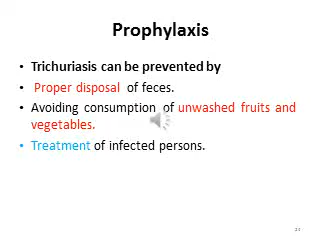 Prophylaxis
• Trichuriasis can be prevented by
• Proper disposal of feces.
• Avoiding consumption of unwashed fruits and
vegetables.
• Treatment of infected persons.